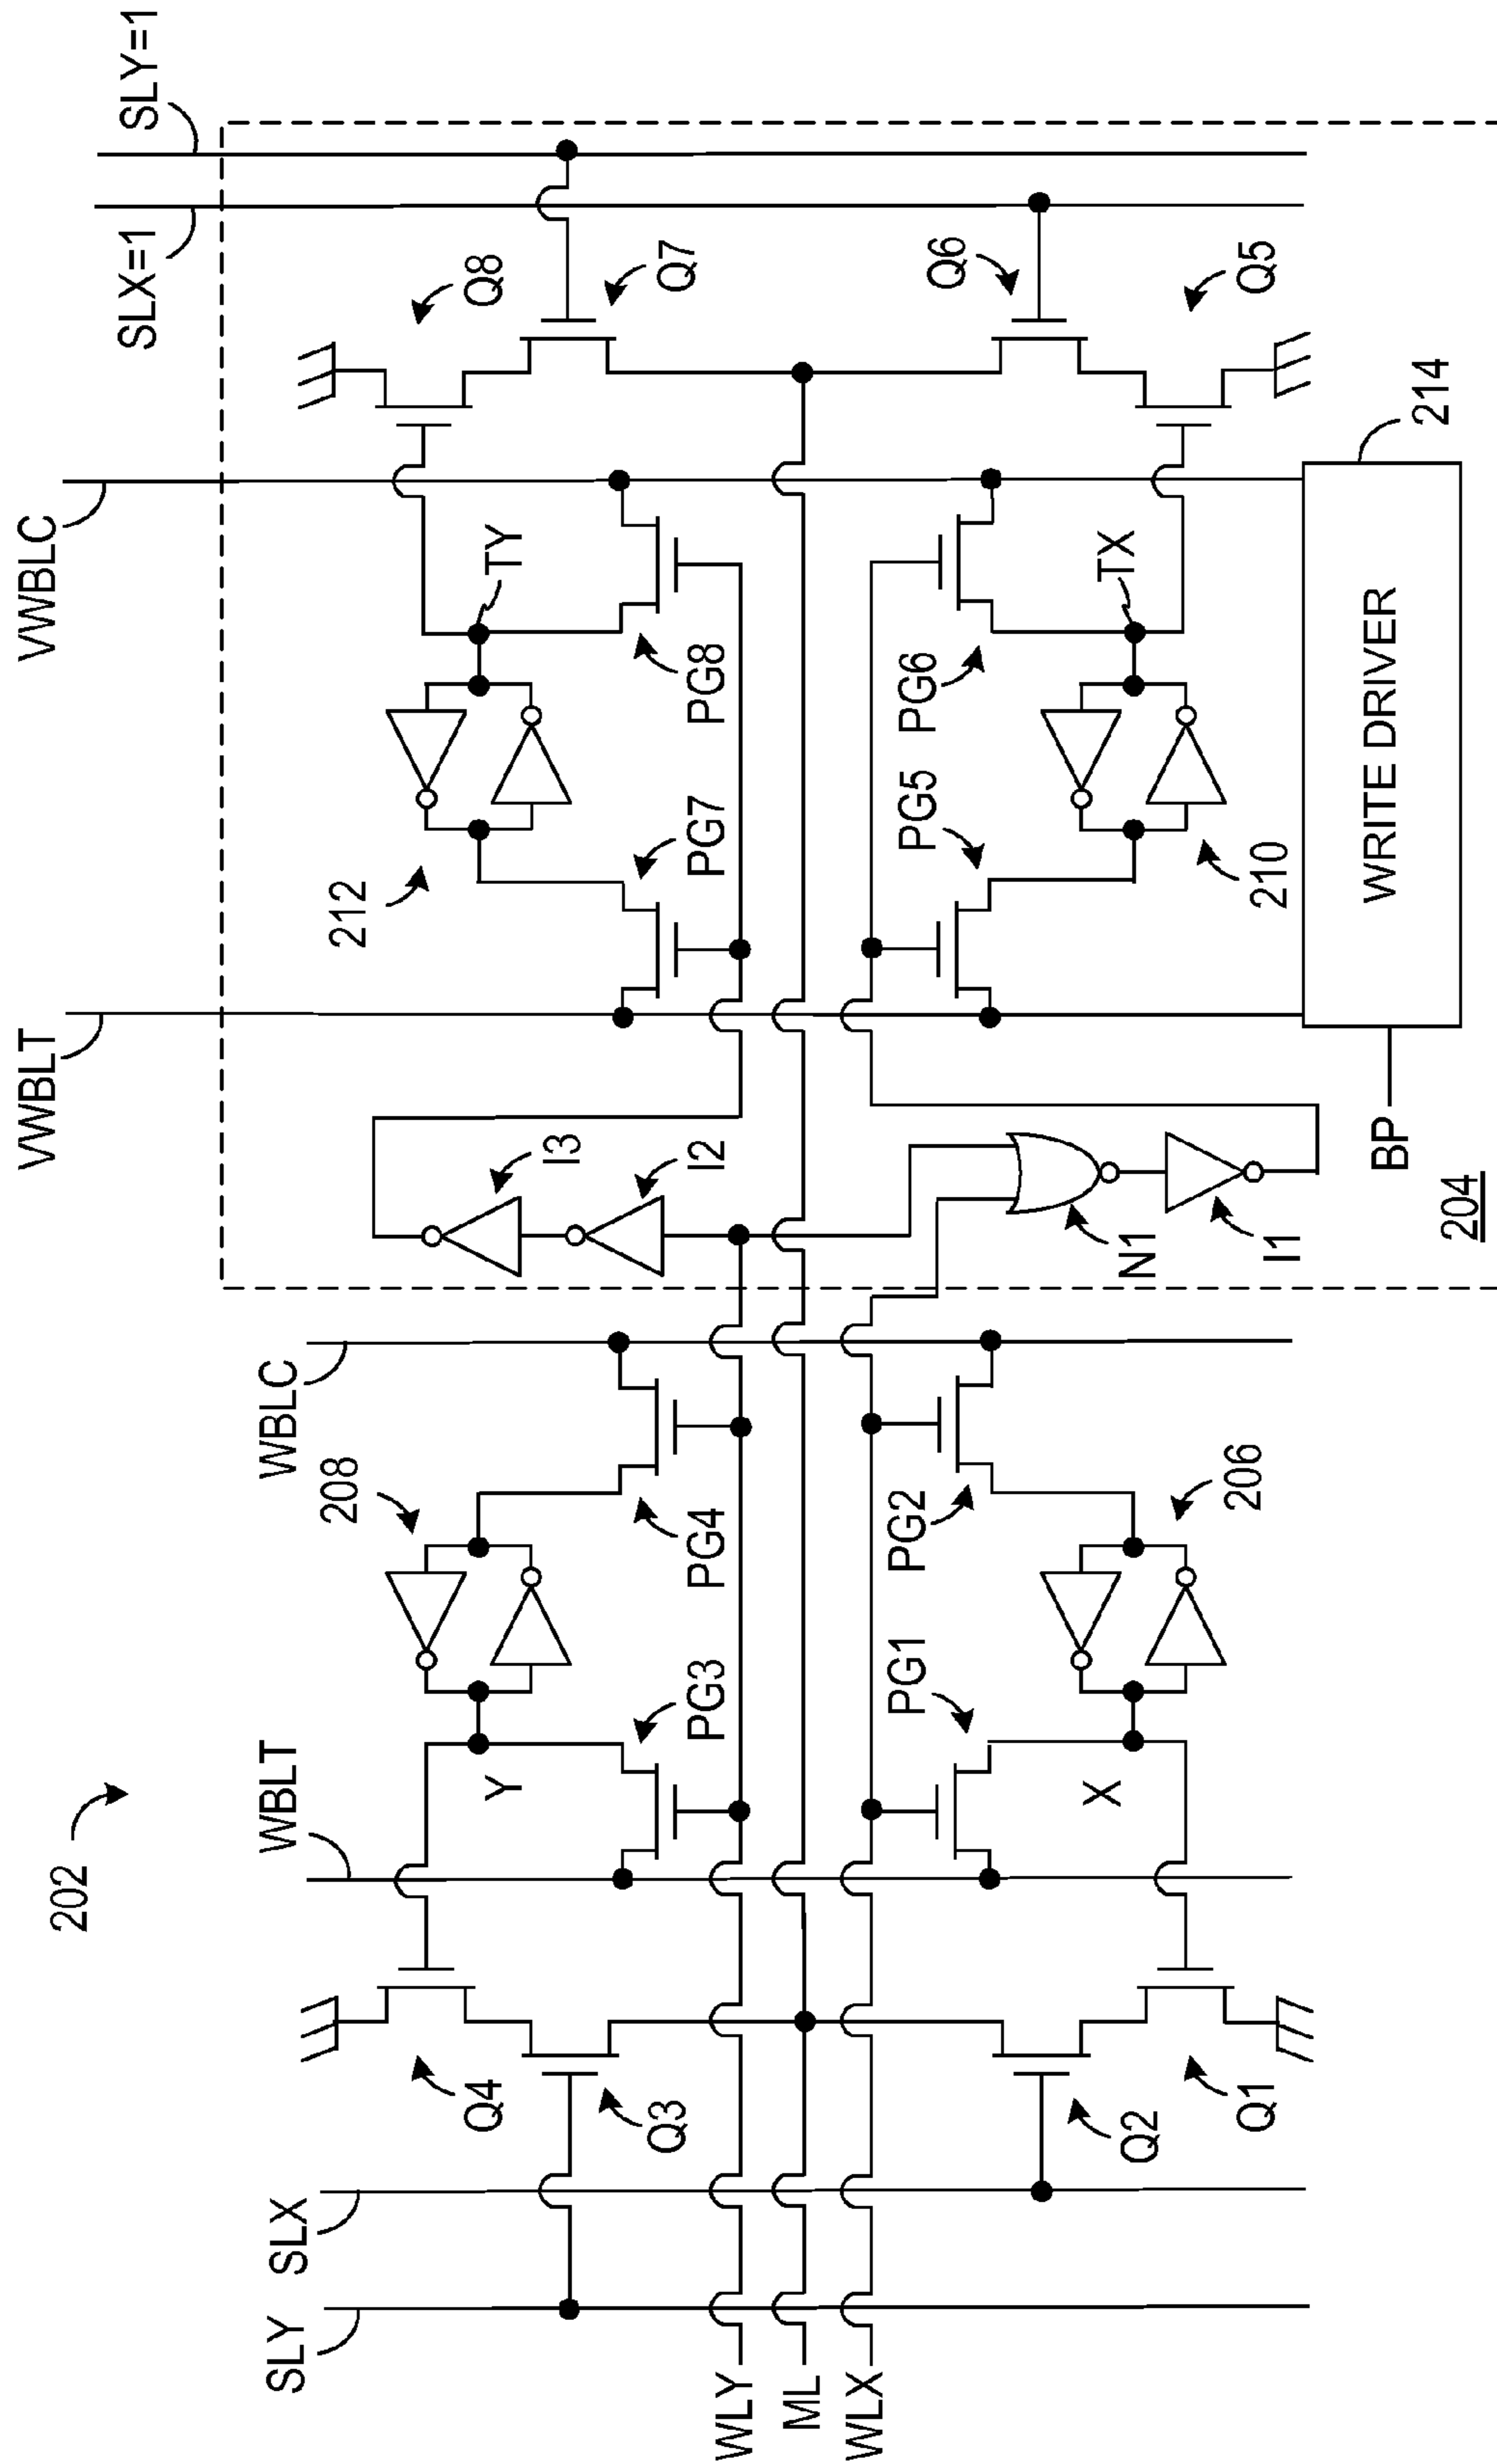 202
SLY
SLX
WBLT
WBLC
VWBLT
VWBLC
SLX=1
SLY=1
Q4
Q3
Y
208
PG3
PG4
I3
I2
212
PG7
PG8
TY
Q8
Q7
WLY
ML
WLX
Q2
Q1
X
PG1
PG2
206
N1
I1
PG5
PG6
210
TX
Q6
Q5
BP
WRITE DRIVER
214
204